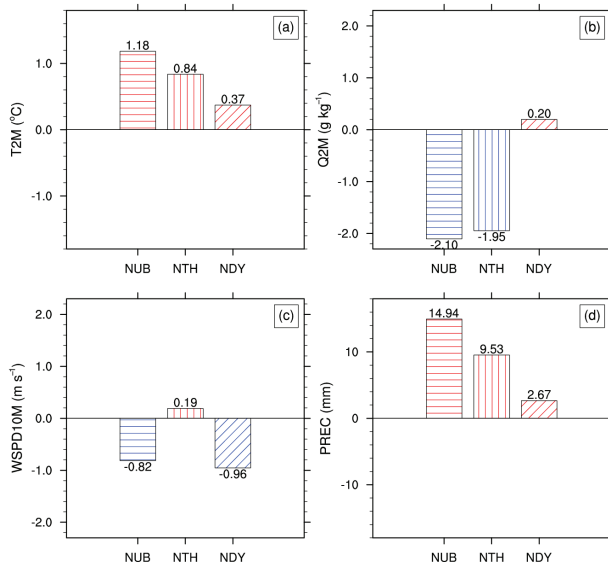 (a)
T2M (°C)
1.0
0.0
-1.0
1.18
0.84
0.37
NUB NTH NDY
(b)
Q2M (g kg⁻¹)
2.0
1.0
0.0
-1.0
-2.0
0.20
-2.10
-1.95
NUB NTH NDY
(c)
WSPD10M (m s⁻¹)
2.0
1.0
0.0
-1.0
-2.0
0.19
-0.82
-0.96
NUB NTH NDY
(d)
PREC (mm)
10
0
-10
14.94
9.53
2.67
NUB NTH NDY